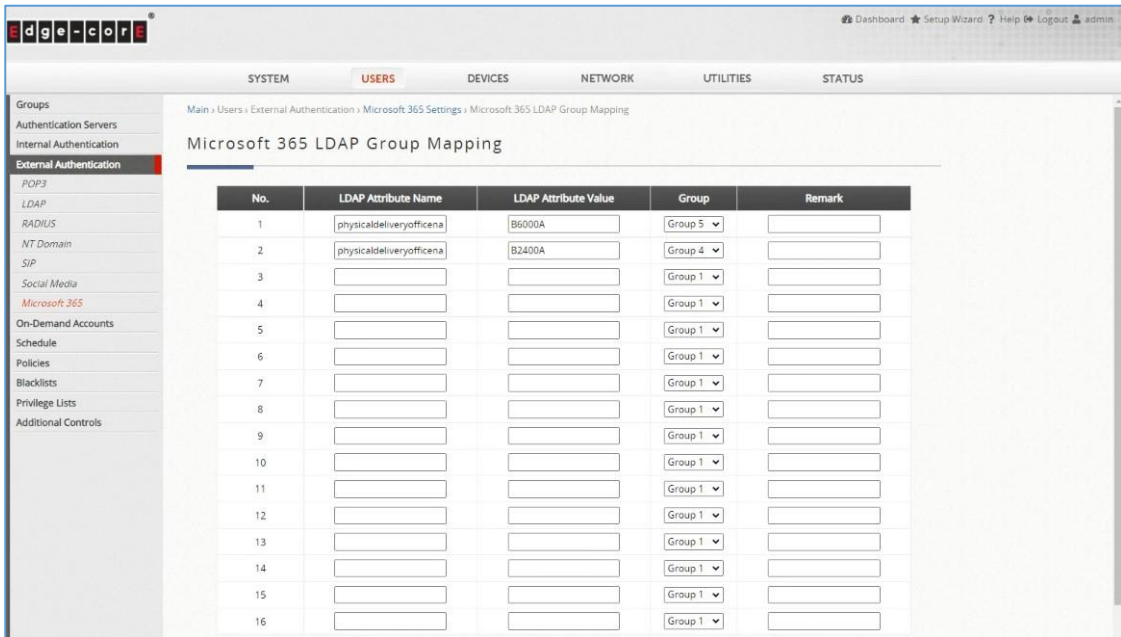 Edge-corE®
Dashboard Setup Wizard ? Help Logout admin
SYSTEM USERS DEVICES NETWORK UTILITIES STATUS
Groups
Authentication Servers
Internal Authentication
External Authentication
POP3
LDAP
RADIUS
NT Domain
SIP
Social Media
Microsoft 365
On-Demand Accounts
Schedule
Policies
Blacklists
Privilege Lists
Additional Controls
Main › Users › External Authentication › Microsoft 365 Settings › Microsoft 365 LDAP Group Mapping
Microsoft 365 LDAP Group Mapping
No. LDAP Attribute Name LDAP Attribute Value Group Remark
1 physicaldeliveryofficena B6000A Group 5
2 physicaldeliveryofficena B2400A Group 4
3 Group 1
4 Group 1
5 Group 1
6 Group 1
7 Group 1
8 Group 1
9 Group 1
10 Group 1
11 Group 1
12 Group 1
13 Group 1
14 Group 1
15 Group 1
16 Group 1